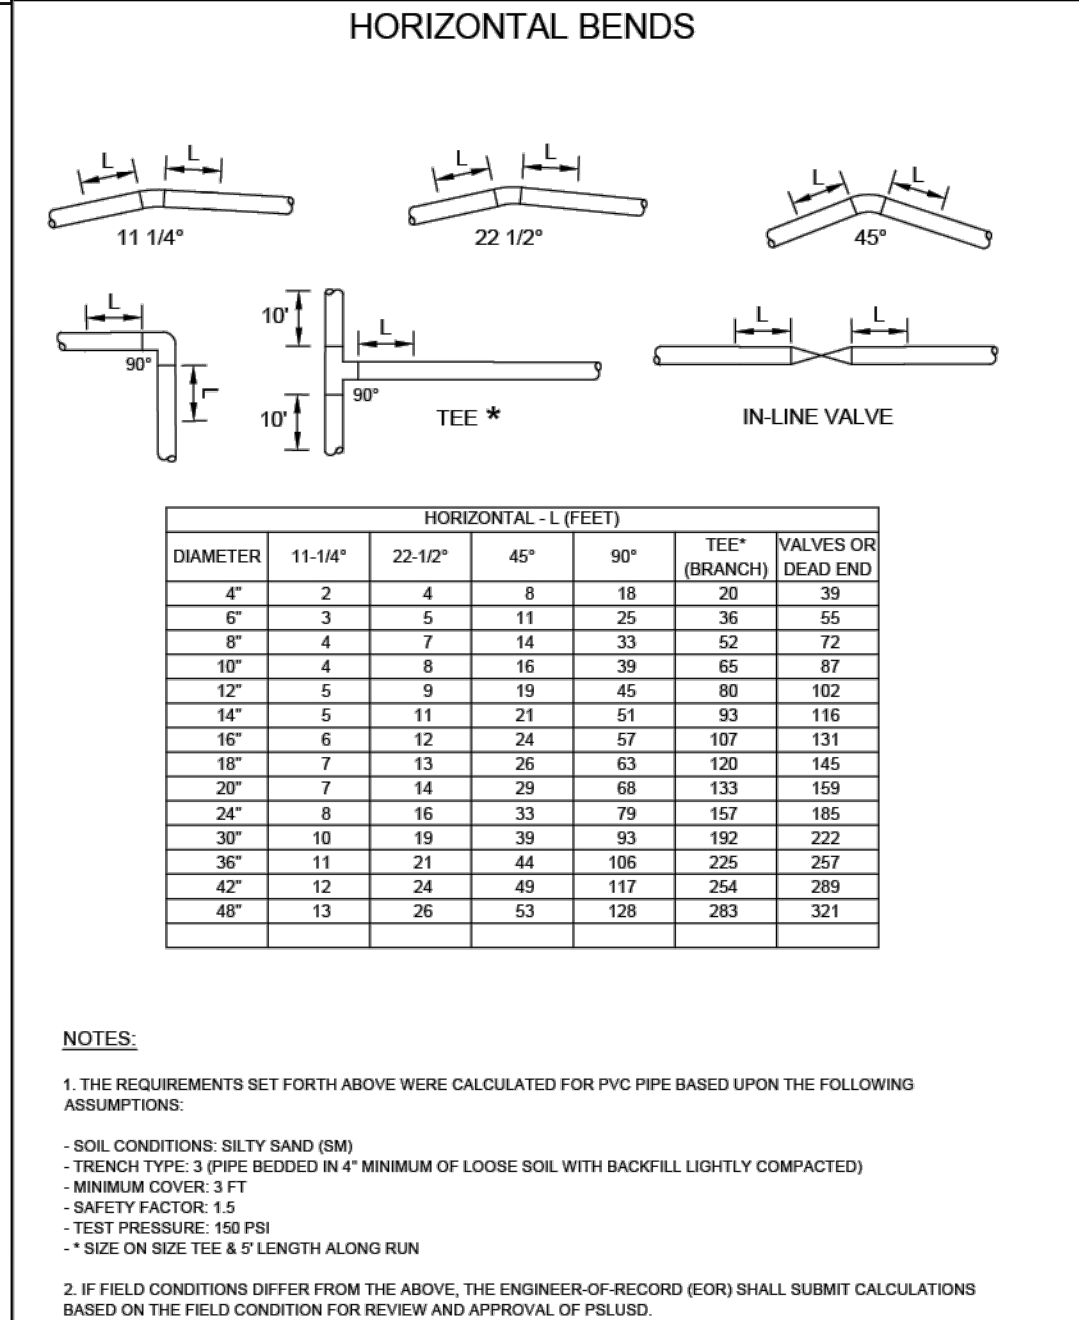 HORIZONTAL BENDS
L L
11 1/4°
L L
22 1/2°
L L
45°
L
90°
L
10'
L
90°
10'
TEE *
L L
IN-LINE VALVE
HORIZONTAL - L (FEET)
DIAMETER 11-1/4° 22-1/2° 45° 90° TEE* (BRANCH) VALVES OR DEAD END
4" 2 4 8 18 20 39
6" 3 5 11 25 36 55
8" 4 7 14 33 52 72
10" 4 8 16 39 65 87
12" 5 9 19 45 80 102
14" 5 11 21 51 93 116
16" 6 12 24 57 107 131
18" 7 13 26 63 120 145
20" 7 14 29 68 133 159
24" 8 16 33 79 157 185
30" 10 19 39 93 192 222
36" 11 21 44 106 225 257
42" 12 24 49 117 254 289
48" 13 26 53 128 283 321
NOTES:
1. THE REQUIREMENTS SET FORTH ABOVE WERE CALCULATED FOR PVC PIPE BASED UPON THE FOLLOWING
ASSUMPTIONS:
- SOIL CONDITIONS: SILTY SAND (SM)
- TRENCH TYPE: 3 (PIPE BEDDED IN 4" MINIMUM OF LOOSE SOIL WITH BACKFILL LIGHTLY COMPACTED)
- MINIMUM COVER: 3 FT
- SAFETY FACTOR: 1.5
- TEST PRESSURE: 150 PSI
- * SIZE ON SIZE TEE & 5' LENGTH ALONG RUN
2. IF FIELD CONDITIONS DIFFER FROM THE ABOVE, THE ENGINEER-OF-RECORD (EOR) SHALL SUBMIT CALCULATIONS
BASED ON THE FIELD CONDITION FOR REVIEW AND APPROVAL OF PSLUSD.